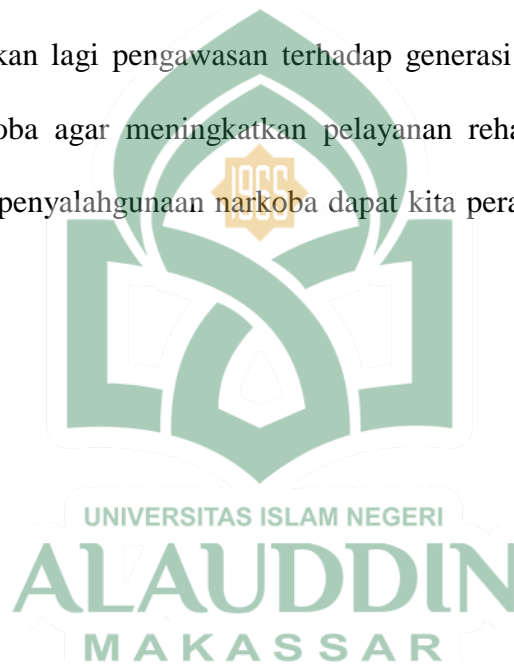 kan lagi pengawasan terhadap generasi
oba agar meningkatkan pelayanan reha
penyalahgunaan narkoba dapat kita pera
1965
UNIVERSITAS ISLAM NEGERI
ALAUDDIN
MAKASSAR